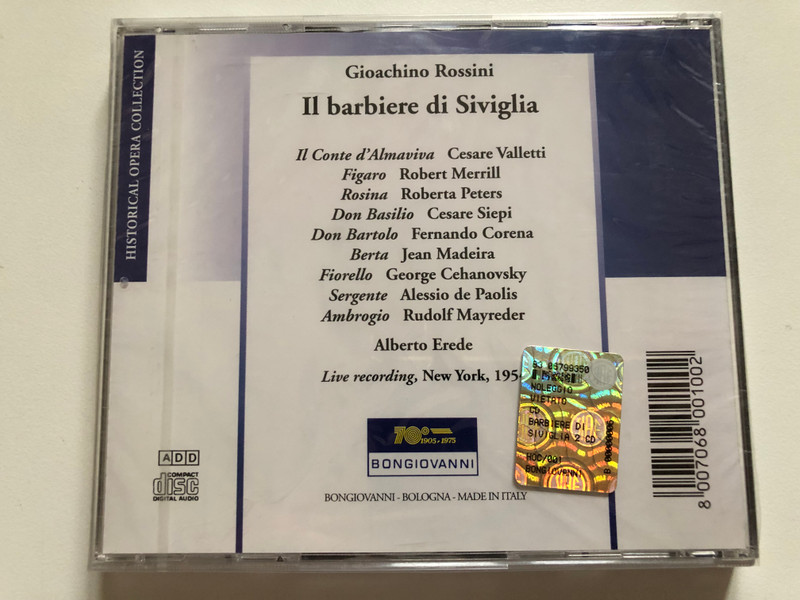 HISTORICAL OPERA COLLECTION
Gioachino Rossini
Il barbiere di Siviglia
Il Conte d'Almaviva Cesare Valletti
Figaro Robert Merrill
Rosina Roberta Peters
Don Basilio Cesare Siepi
Don Bartolo Fernando Corena
Berta Jean Madeira
Fiorello George Cehanovsky
Sergente Alessio de Paolis
Ambrogio Rudolf Mayreder
Alberto Erede
Live recording, New York,
70° 1905-1975
BONGIOVANNI
BONGIOVANNI - BOLOGNA - MADE IN ITALY
ADD
COMPACT
disc
DIGITAL AUDIO
NOLEGGIO
VIETATO
CD
BARBIERE DI
SIVIGLIA 2 CD
HOC/001
BONGIOVANNI
8 007068 001002